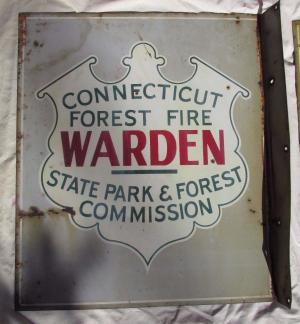 CONNECTICUT
FOREST FIRE
WARDEN
STATE PARK & FOREST
COMMISSION